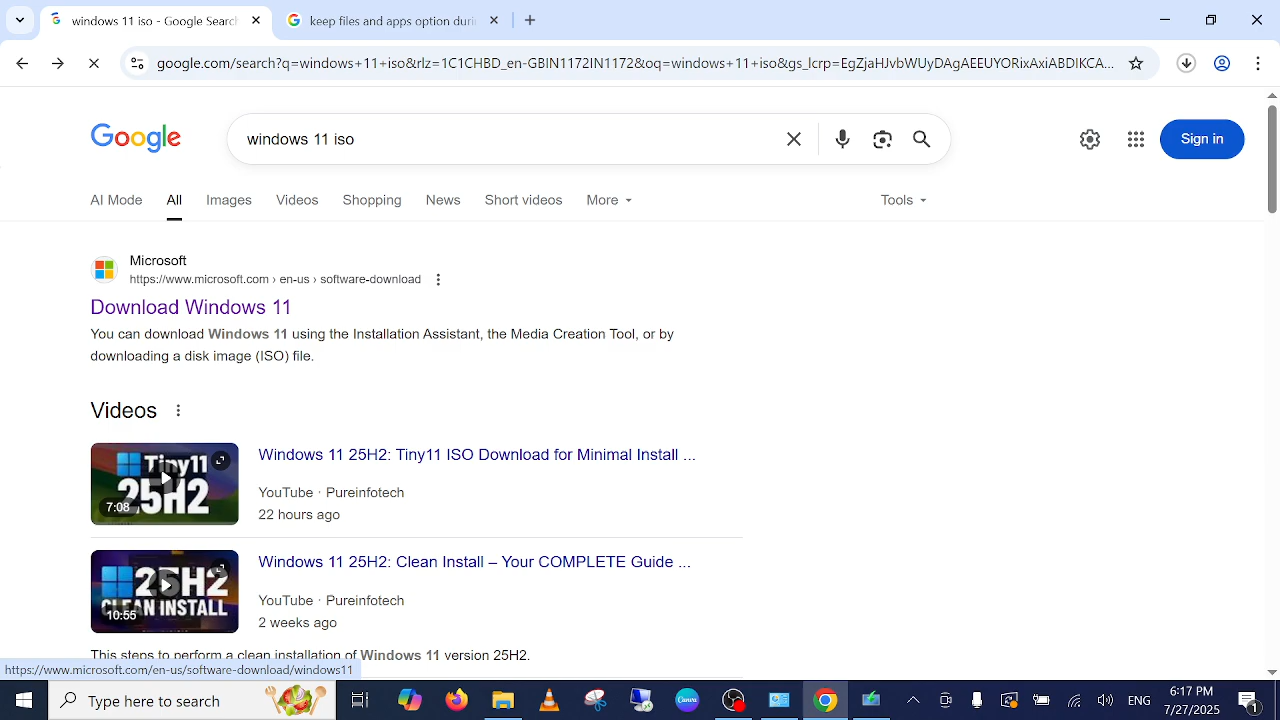 windows 11 iso - Google Search
keep files and apps option duri
google.com/search?q=windows+11+iso&rlz=1C1CHBD_en-GBIN1172IN1172&oq=windows+11+iso&gs_lcrp=EgZjaHJvbWUyDAgAEEUYORixAxiABDIKCA...
Google
windows 11 iso
Sign in
AI Mode All Images Videos Shopping News Short videos More Tools
Microsoft
https://www.microsoft.com › en-us › software-download
Download Windows 11
You can download Windows 11 using the Installation Assistant, the Media Creation Tool, or by
downloading a disk image (ISO) file.
Videos
Tiny11
25H2
7:08
Windows 11 25H2: Tiny11 ISO Download for Minimal Install ...
YouTube · Pureinfotech
22 hours ago
25H2
CLEAN INSTALL
10:55
Windows 11 25H2: Clean Install – Your COMPLETE Guide ...
YouTube · Pureinfotech
2 weeks ago
This steps to perform a clean installation of Windows 11 version 25H2.
https://www.microsoft.com/en-us/software-download/windows11
Type here to search
Canva
ENG
6:17 PM
7/27/2025
1